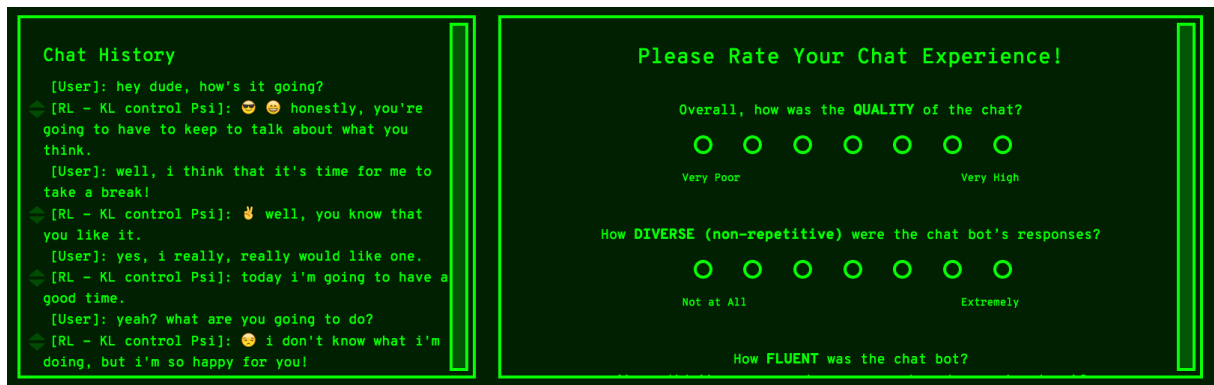 Chat History
[User]: hey dude, how's it going?
[RL - KL control Psi]: 😎 😄 honestly, you're
going to have to keep to talk about what you
think.
[User]: well, i think that it's time for me to
take a break!
[RL - KL control Psi]: ✌ well, you know that
you like it.
[User]: yes, i really, really would like one.
[RL - KL control Psi]: today i'm going to have a
good time.
[User]: yeah? what are you going to do?
[RL - KL control Psi]: 😒 i don't know what i'm
doing, but i'm so happy for you!
Please Rate Your Chat Experience!
Overall, how was the QUALITY of the chat?
Very Poor Very High
How DIVERSE (non-repetitive) were the chat bot's responses?
Not at All Extremely
How FLUENT was the chat bot?